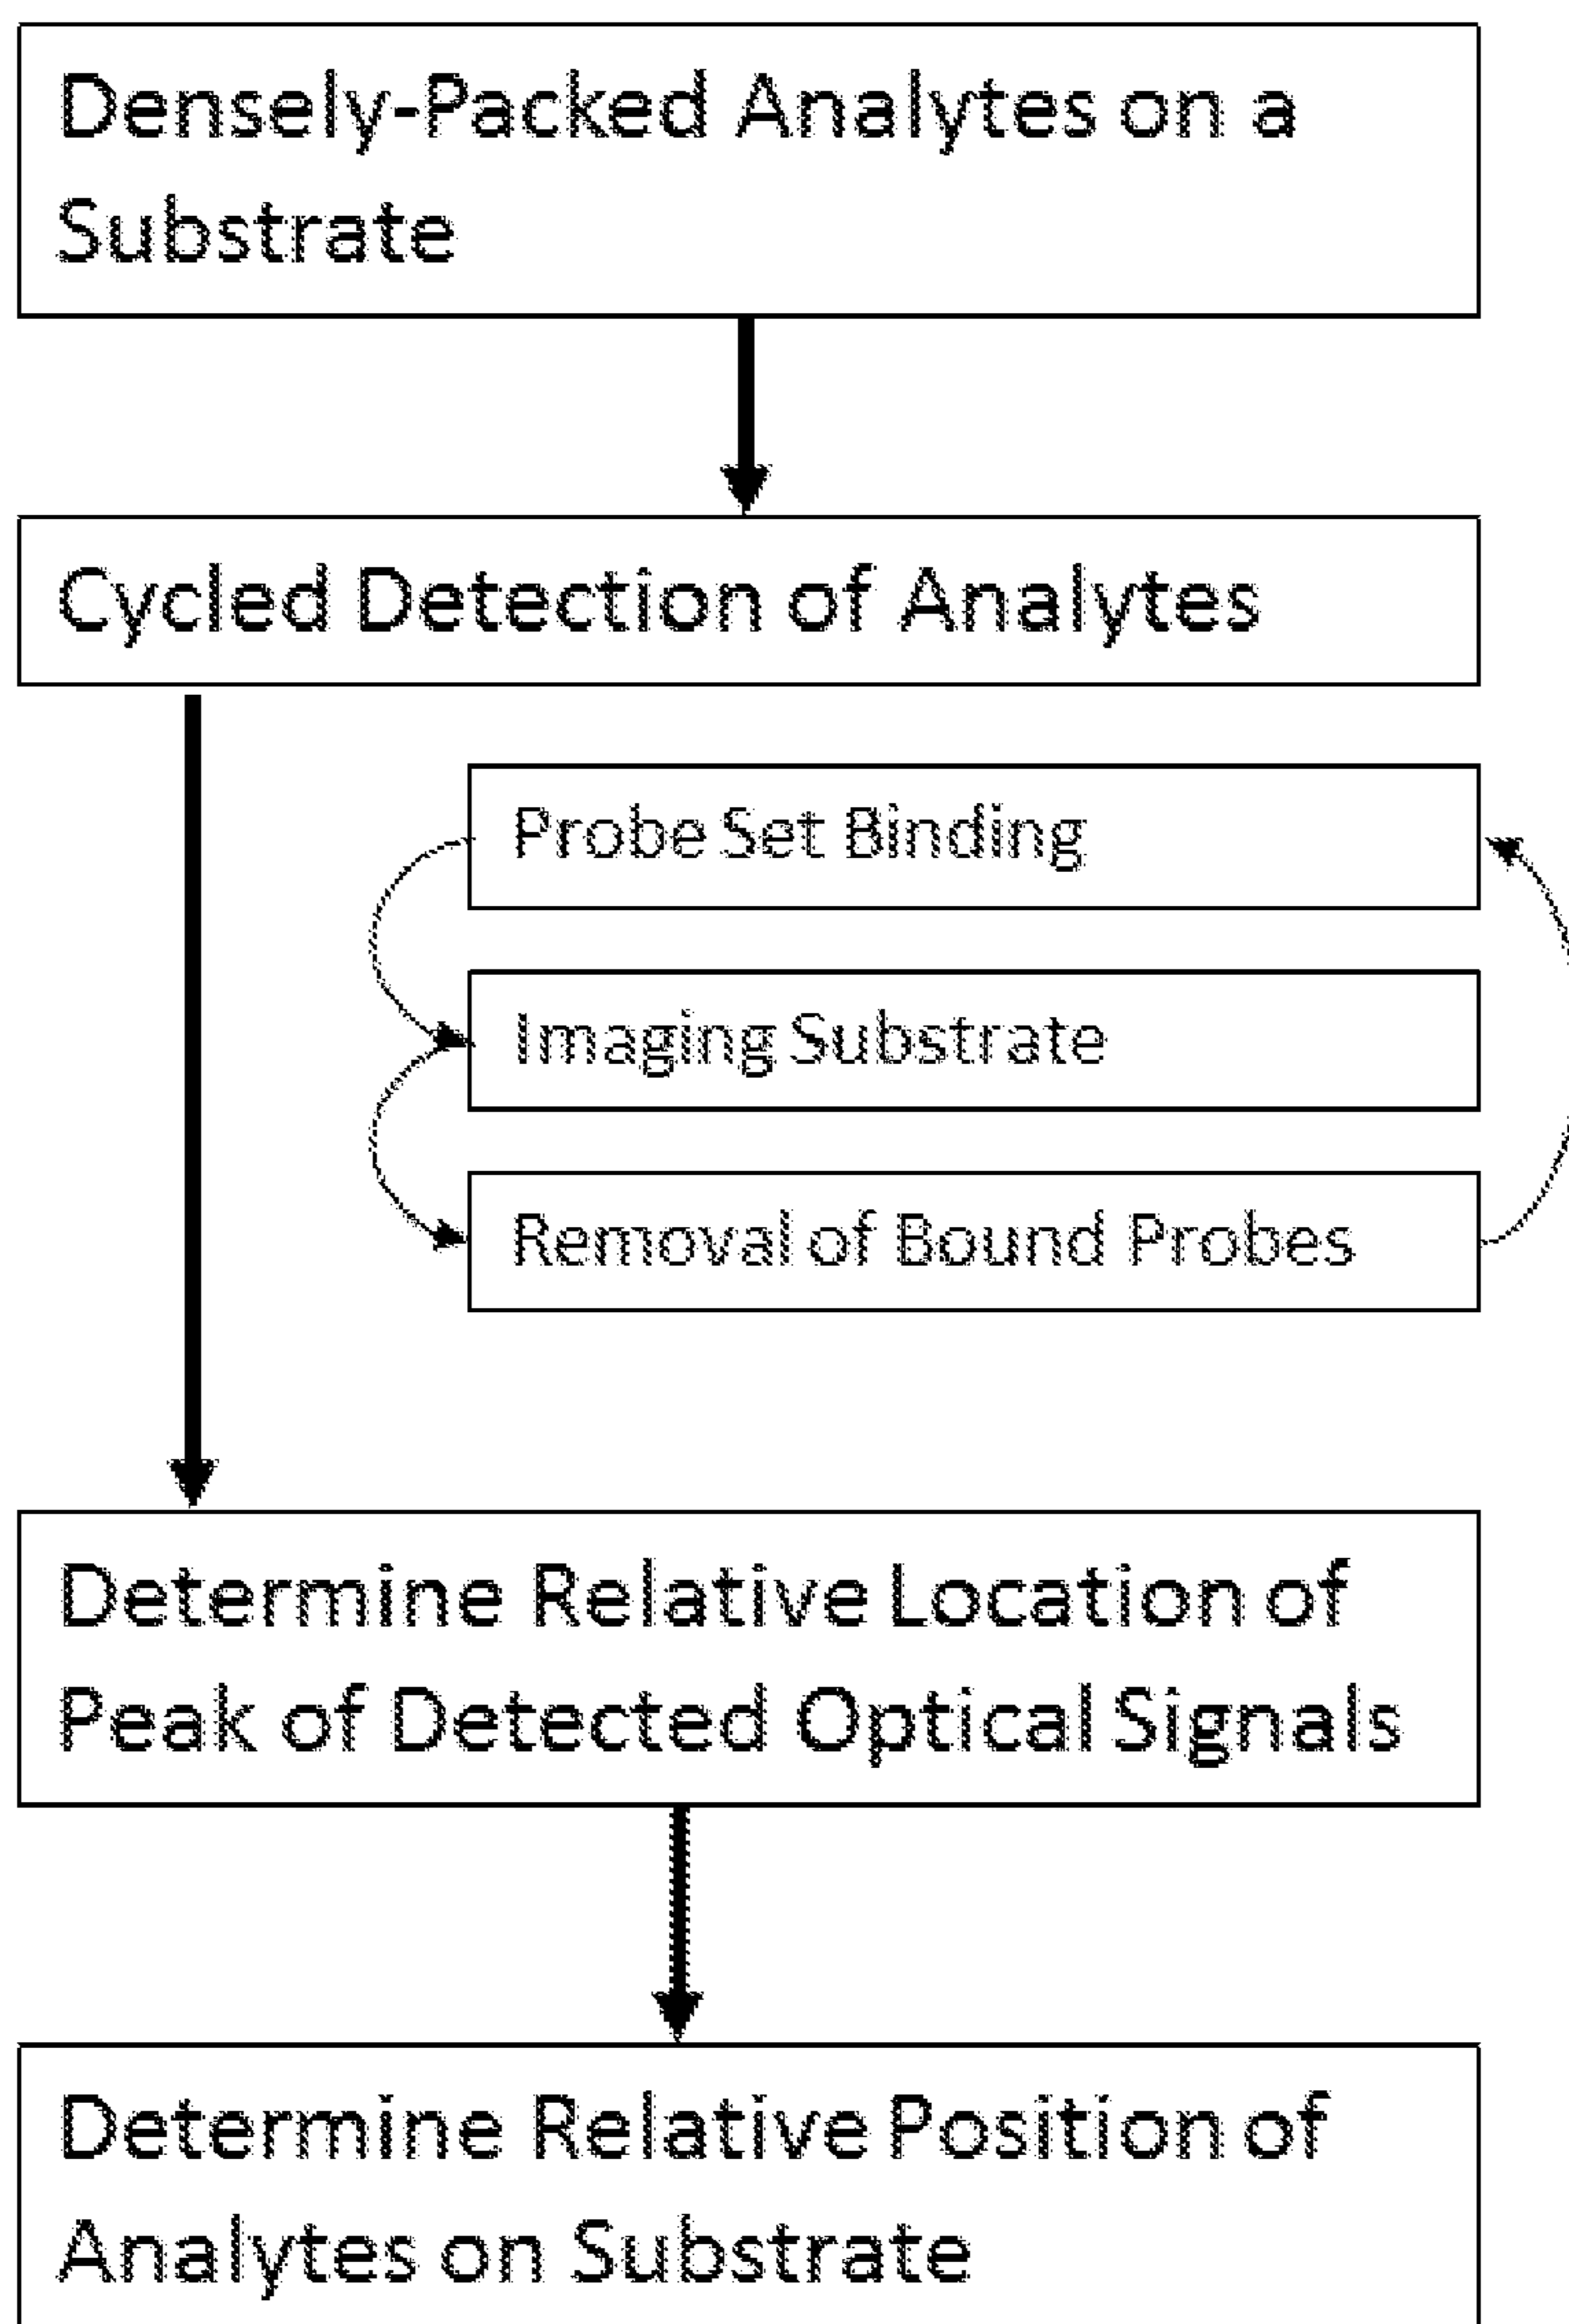 Densely-Packed Analytes on a
Substrate
Cycled Detection of Analytes
Probe Set Binding
Imaging Substrate
Removal of Bound Probes
Determine Relative Location of
Peak of Detected Optical Signals
Determine Relative Position of
Analytes on Substrate